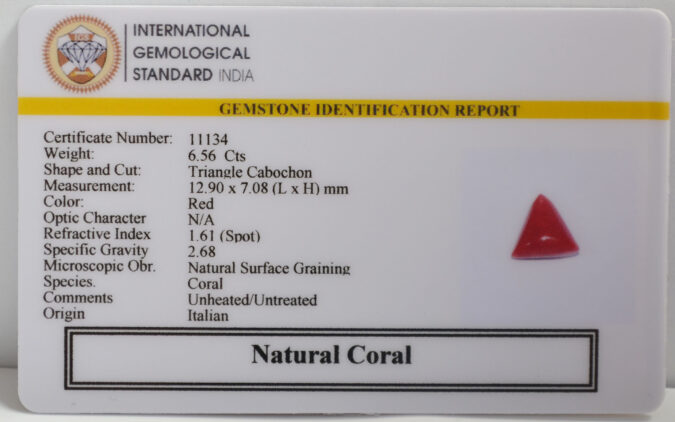 INTERNATIONAL
GEMOLOGICAL
STANDARD INDIA
GEMSTONE IDENTIFICATION REPORT
Certificate Number: 11134
Weight: 6.56 Cts
Shape and Cut: Triangle Cabochon
Measurement: 12.90 x 7.08 (L x H) mm
Color: Red
Optic Character N/A
Refractive Index 1.61 (Spot)
Specific Gravity 2.68
Microscopic Obr. Natural Surface Graining
Species. Coral
Comments Unheated/Untreated
Origin Italian
Natural Coral